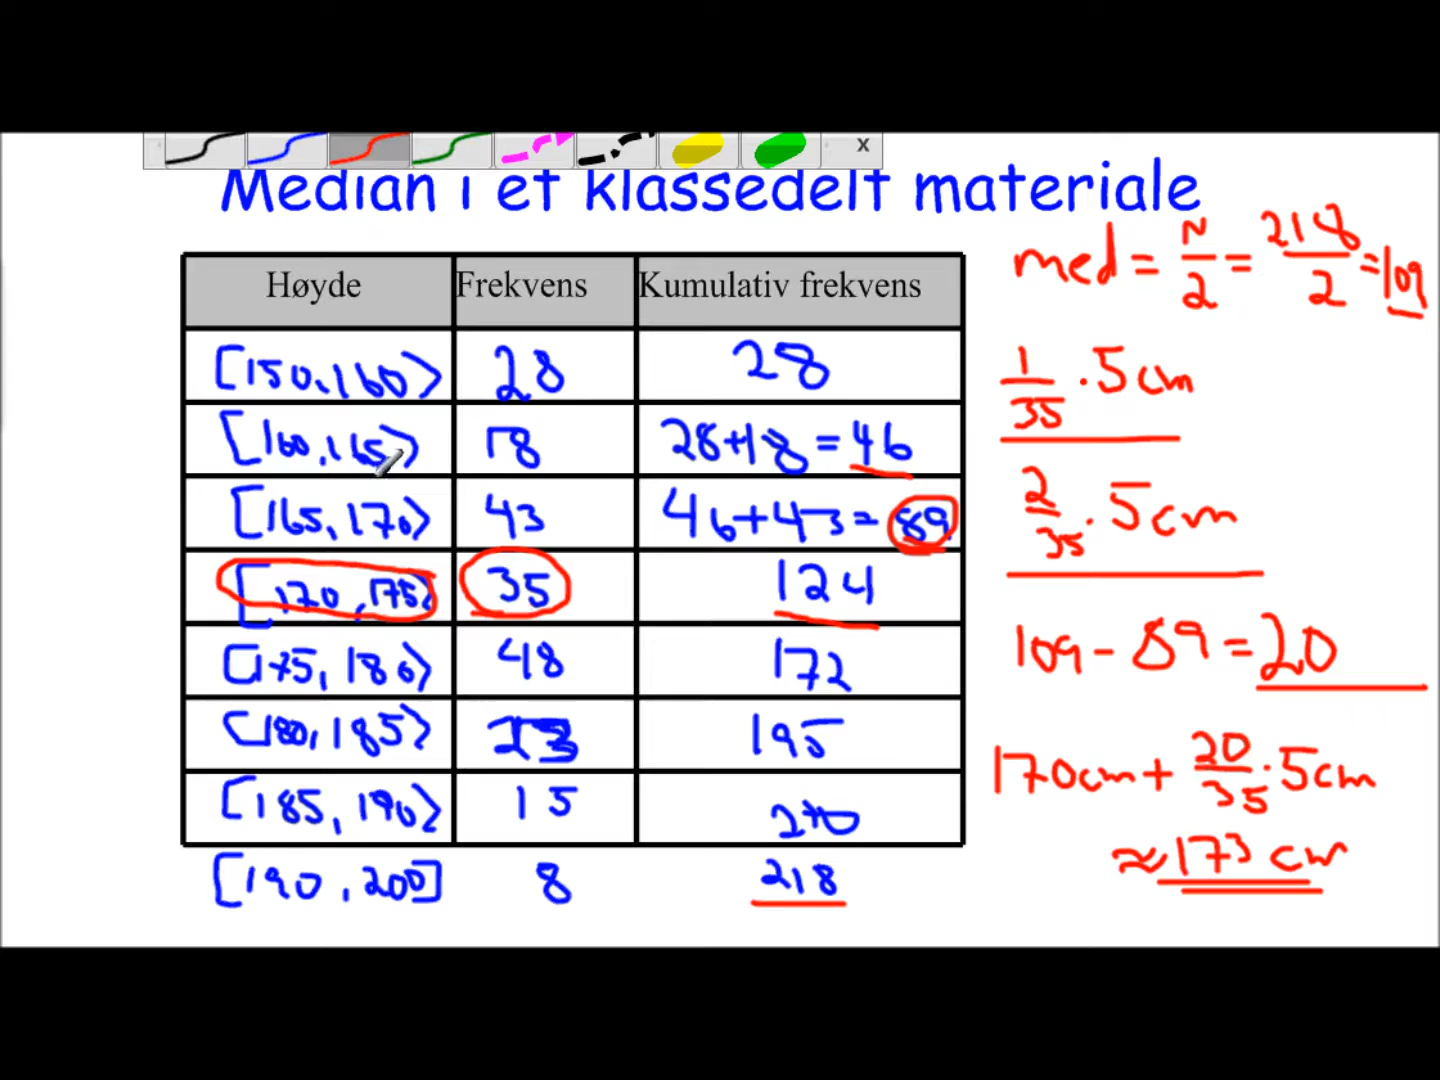 x
Median i et klassedelt materiale
Høyde Frekvens Kumulativ frekvens
[150,160⟩ 28 28
[160,165⟩ 18 28+18=46
[165,170⟩ 43 46+43=89
[170,175⟩ 35 124
[175,180⟩ 48 172
[180,185⟩ 23 195
[185,190⟩ 15 210
[190,200] 8 218
med = N/2 = 218/2 = 109
1/35 · 5cm
2/35 · 5cm
109 - 89 = 20
170cm + 20/35 · 5cm
≈ 173 cm